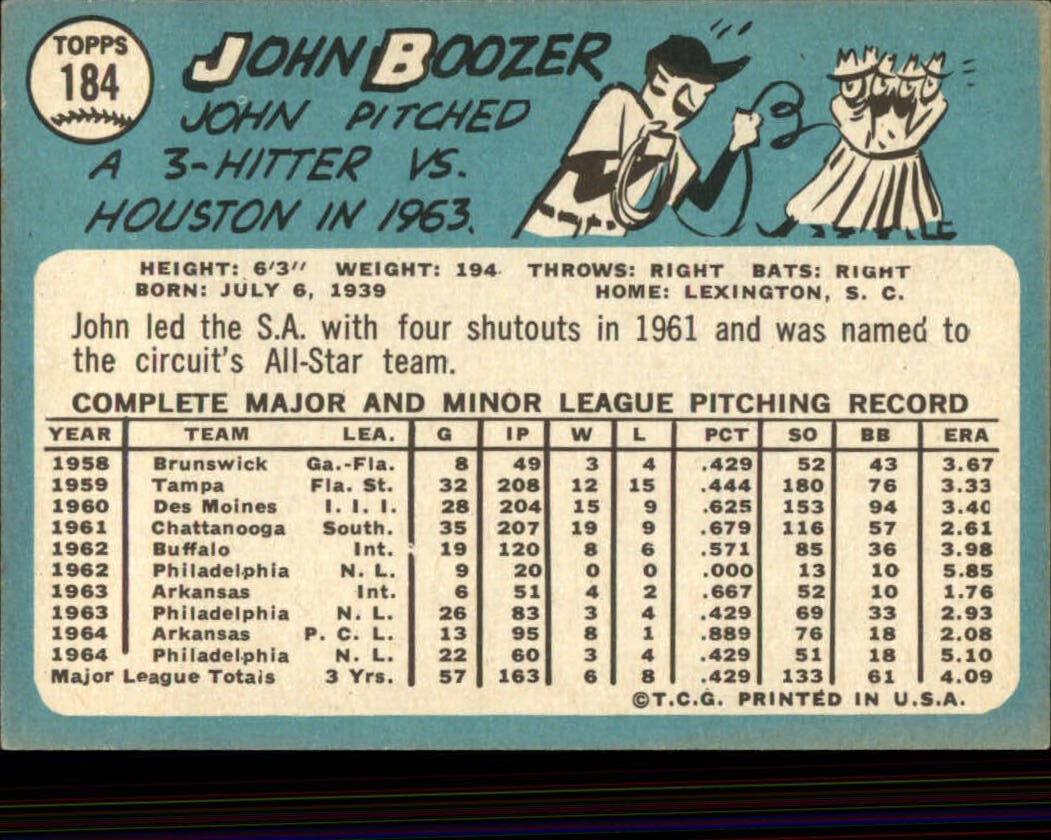 TOPPS
184
JOHN BOOZER
JOHN PITCHED
A 3-HITTER VS.
HOUSTON IN 1963.
HEIGHT: 6'3" WEIGHT: 194 THROWS: RIGHT BATS: RIGHT
BORN: JULY 6, 1939 HOME: LEXINGTON, S. C.
John led the S.A. with four shutouts in 1961 and was named to
the circuit's All-Star team.
COMPLETE MAJOR AND MINOR LEAGUE PITCHING RECORD
YEAR TEAM LEA. G IP W L PCT SO BB ERA
1958 Brunswick Ga.-Fla. 8 49 3 4 .429 52 43 3.67
1959 Tampa Fla. St. 32 208 12 15 .444 180 76 3.33
1960 Des Moines I. I. I. 28 204 15 9 .625 153 94 3.40
1961 Chattanooga South. 35 207 19 9 .679 116 57 2.61
1962 Buffalo Int. 19 120 8 6 .571 85 36 3.98
1962 Philadelphia N. L. 9 20 0 0 .000 13 10 5.85
1963 Arkansas Int. 6 51 4 2 .667 52 10 1.76
1963 Philadelphia N. L. 26 83 3 4 .429 69 33 2.93
1964 Arkansas P. C. L. 13 95 8 1 .889 76 18 2.08
1964 Philadelphia N. L. 22 60 3 4 .429 51 18 5.10
Major League Totals 3 Yrs. 57 163 6 8 .429 133 61 4.09
©T.C.G. PRINTED IN U.S.A.